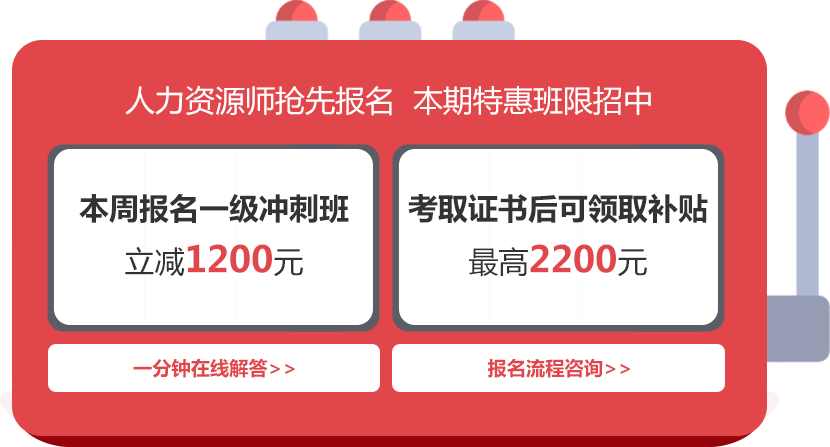 人力资源师抢先报名 本期特惠班限招中
本周报名一级冲刺班
立减1200元
考取证书后可领取补贴
最高2200元
一分钟在线解答>>
报名流程咨询>>